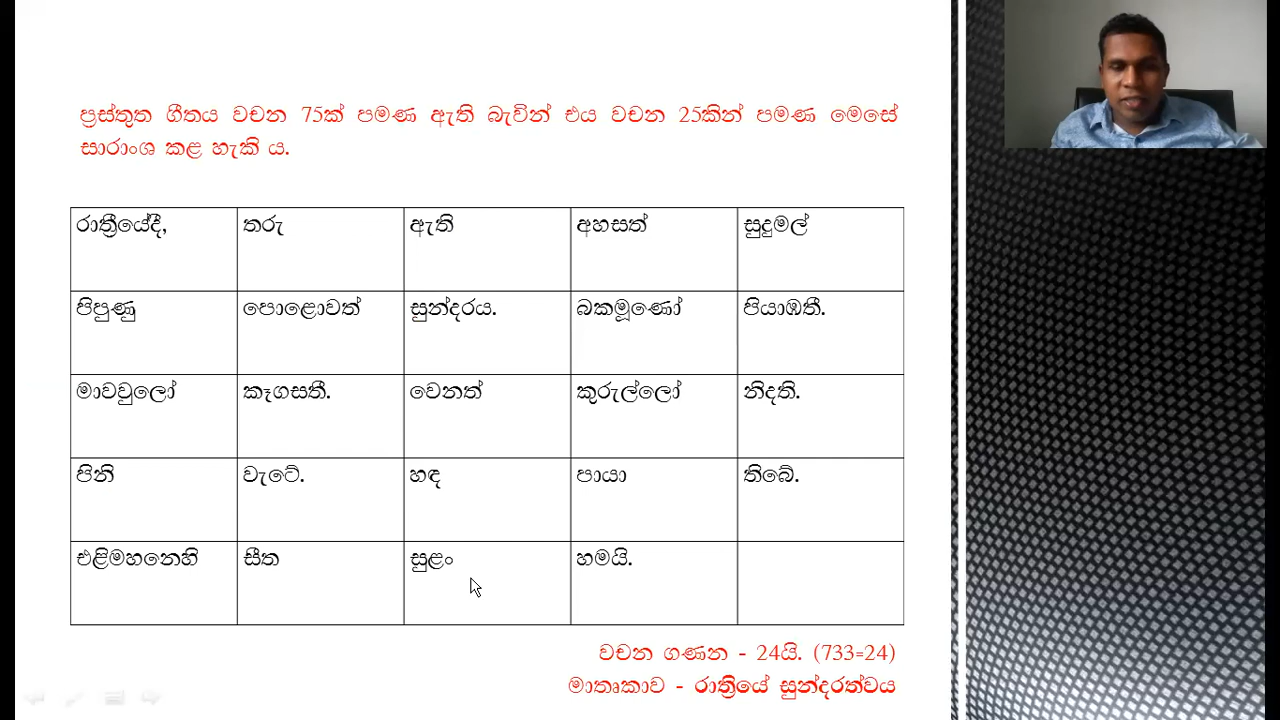 ප්‍රස්තුත ගීතය වචන 75ක් පමණ ඇති බැවින් එය වචන 25කින් පමණ මෙසේ
සාරාංශ කළ හැකි ය.
රාත්‍රීයේදී, තරු ඇති අහසත් සුදුමල්
පිපුණු පොළොවත් සුන්දරය. බකමූණෝ පියාඹතී.
මාවවුලෝ කෑගසතී. වෙනත් කුරුල්ලෝ නිදති.
පිනි වැටේ. හඳ පායා තිබේ.
එළිමහනෙහි සීත සුළං හමයි.
වචන ගණන - 24යි. (733=24)
මාතෘකාව - රාත්‍රියේ සුන්දරත්වය